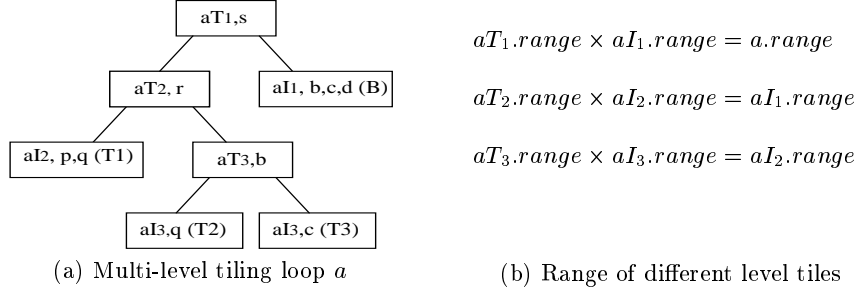 aT1,s
aT2, r
aI1, b,c,d (B)
aI2, p,q (T1)
aT3,b
aI3,q (T2)
aI3,c (T3)
(a) Multi-level tiling loop a
aT₁.range × aI₁.range = a.range
aT₂.range × aI₂.range = aI₁.range
aT₃.range × aI₃.range = aI₂.range
(b) Range of different level tiles